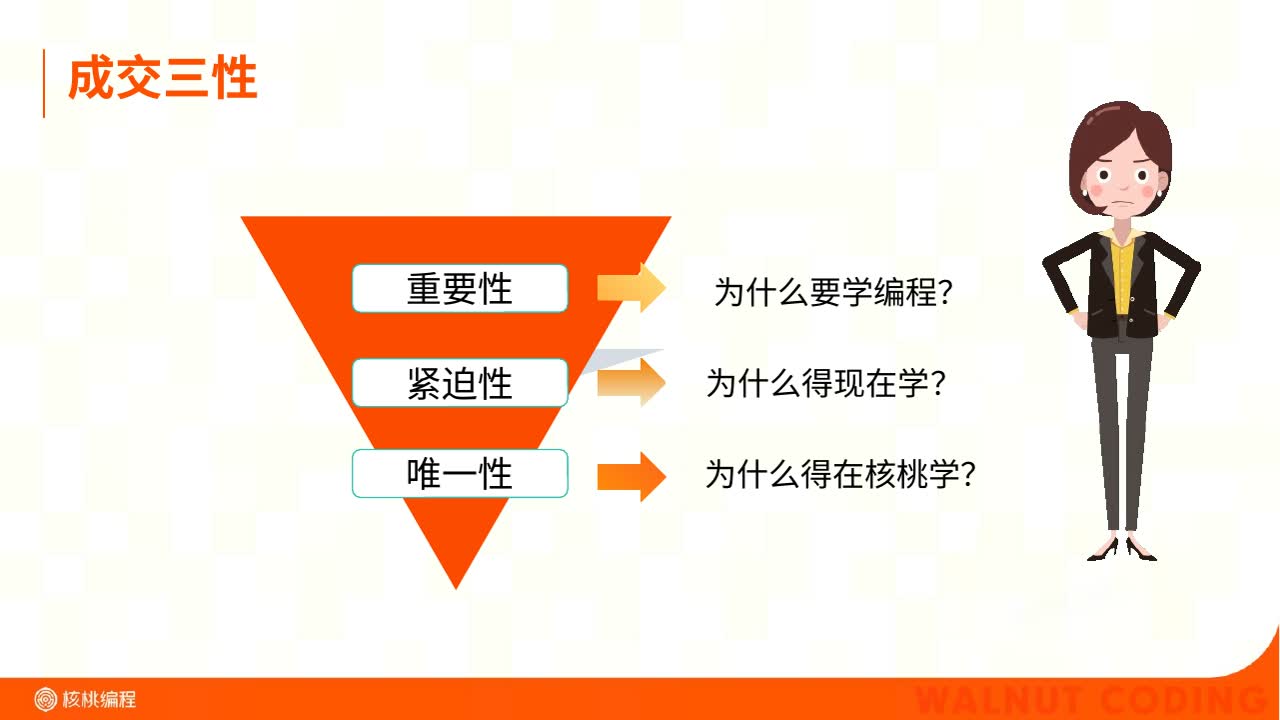 成交三性
重要性
为什么要学编程?
紧迫性
为什么得现在学?
唯一性
为什么得在核桃学?
核桃编程
WALNUT CODING